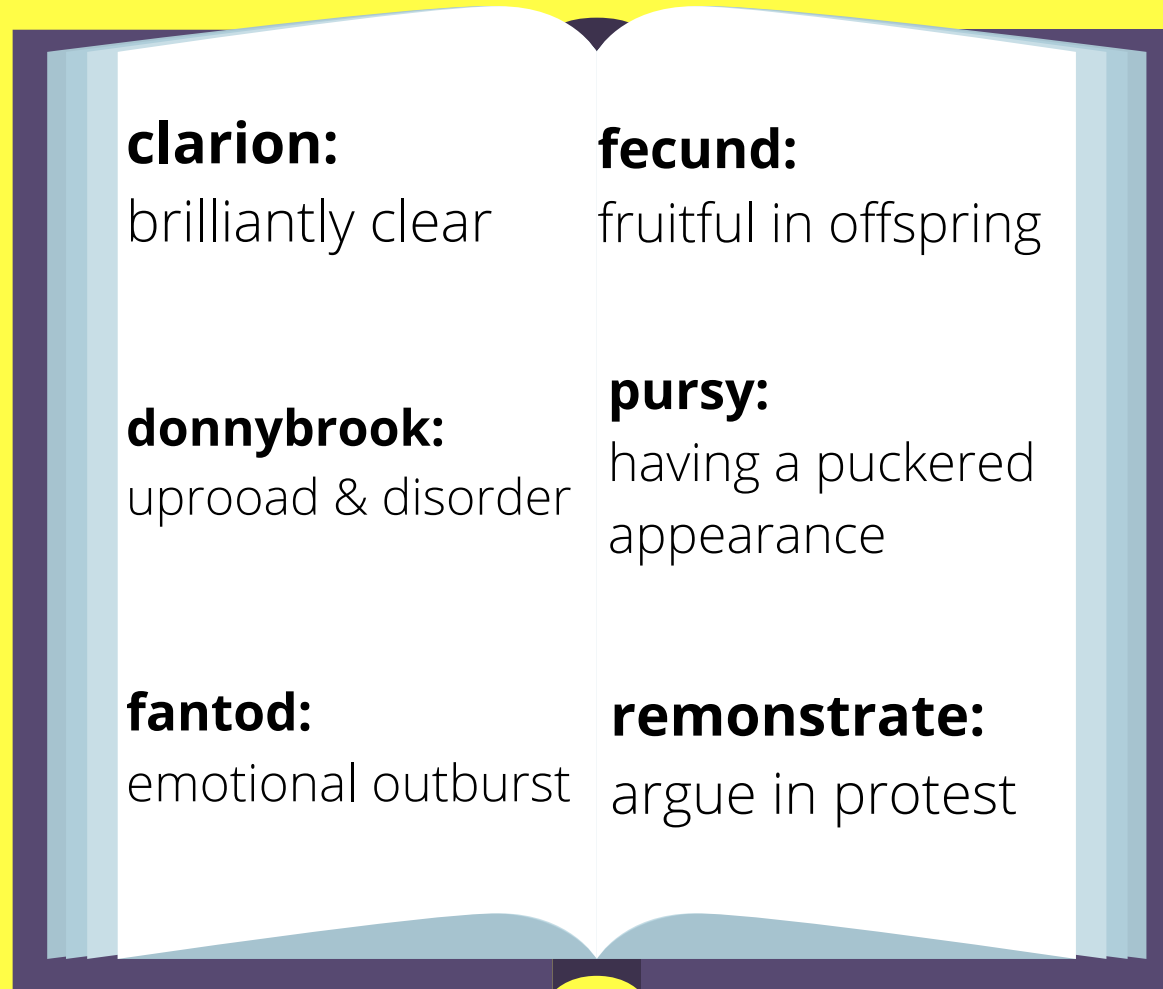 clarion:
brilliantly clear
donnybrook:
uprooad & disorder
fantod:
emotional outburst
fecund:
fruitful in offspring
pursy:
having a puckered
appearance
remonstrate:
argue in protest